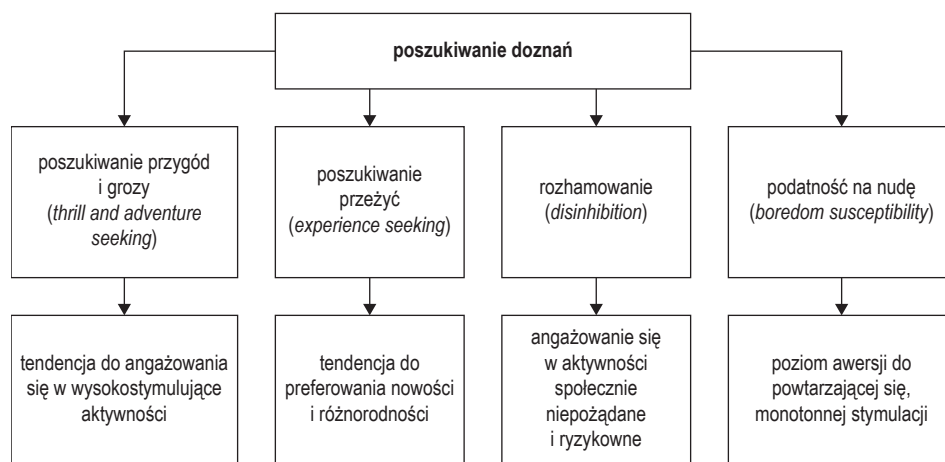 poszukiwanie doznań
poszukiwanie przygód
i grozy
(thrill and adventure
seeking)
poszukiwanie
przeżyć
(experience seeking)
rozhamowanie
(disinhibition)
podatność na nudę
(boredom susceptibility)
tendencja do angażowania
się w wysokostymulujące
aktywności
tendencja do
preferowania nowości
i różnorodności
angażowanie się
w aktywności
społecznie
niepożądane
i ryzykowne
poziom awersji do
powtarzającej się,
monotonnej stymulacji